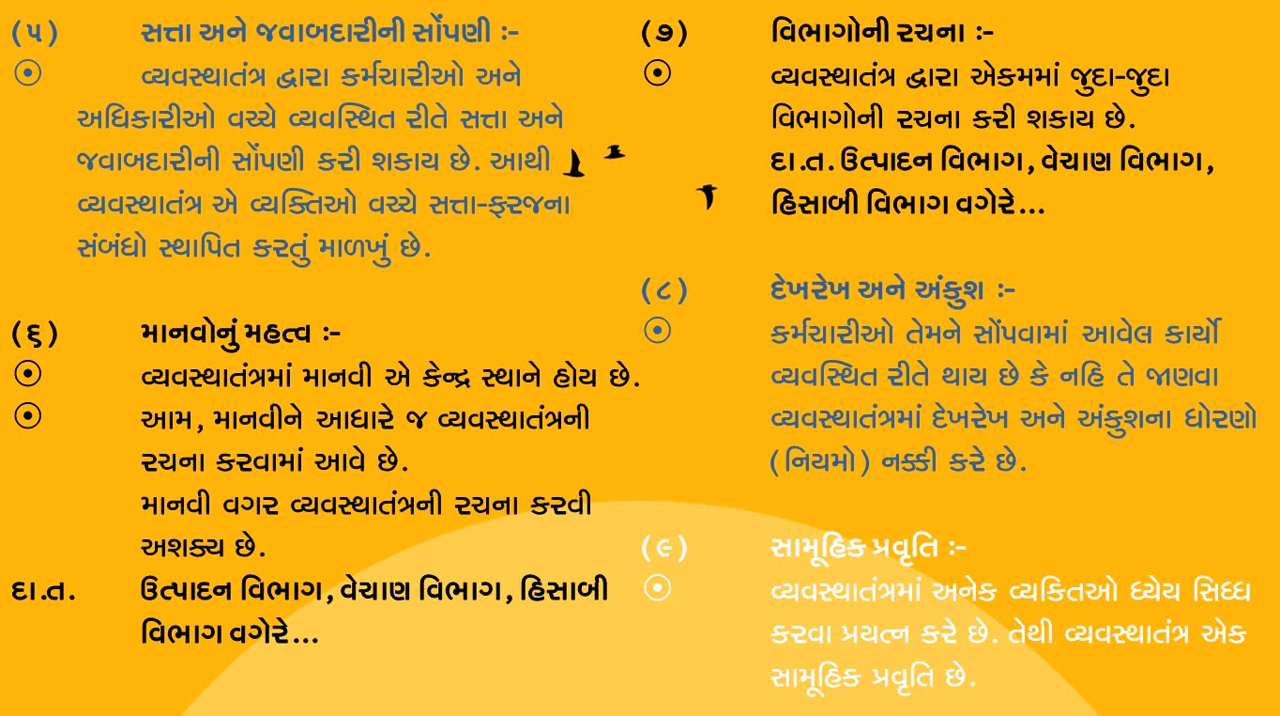 (૫) સત્તા અને જવાબદારીની સોંપણી :-
⦿ વ્યવસ્થાતંત્ર દ્વારા કર્મચારીઓ અને
અધિકારીઓ વચ્ચે વ્યવસ્થિત રીતે સત્તા અને
જવાબદારીની સોંપણી કરી શકાય છે. આથી
વ્યવસ્થાતંત્ર એ વ્યક્તિઓ વચ્ચે સત્તા-ફરજના
સંબંધો સ્થાપિત કરતું માળખું છે.
(૬) માનવોનું મહત્વ :-
⦿ વ્યવસ્થાતંત્રમાં માનવી એ કેન્દ્ર સ્થાને હોય છે.
⦿ આમ, માનવીને આધારે જ વ્યવસ્થાતંત્રની
રચના કરવામાં આવે છે.
માનવી વગર વ્યવસ્થાતંત્રની રચના કરવી
અશક્ય છે.
દા.ત. ઉત્પાદન વિભાગ, વેચાણ વિભાગ, હિસાબી
વિભાગ વગેરે...
(૭) વિભાગોની રચના :-
⦿ વ્યવસ્થાતંત્ર દ્વારા એકમમાં જુદા-જુદા
વિભાગોની રચના કરી શકાય છે.
દા.ત. ઉત્પાદન વિભાગ, વેચાણ વિભાગ,
હિસાબી વિભાગ વગેરે...
(૮) દેખરેખ અને અંકુશ :-
⦿ કર્મચારીઓ તેમને સોંપવામાં આવેલ કાર્યો
વ્યવસ્થિત રીતે થાય છે કે નહિ તે જાણવા
વ્યવસ્થાતંત્રમાં દેખરેખ અને અંકુશના ધોરણો
(નિયમો) નક્કી કરે છે.
(૯) સામૂહિક પ્રવૃતિ :-
⦿ વ્યવસ્થાતંત્રમાં અનેક વ્યકિતઓ ધ્યેય સિધ્ધ
કરવા પ્રયત્ન કરે છે. તેથી વ્યવસ્થાતંત્ર એક
સામૂહિક પ્રવૃતિ છે.